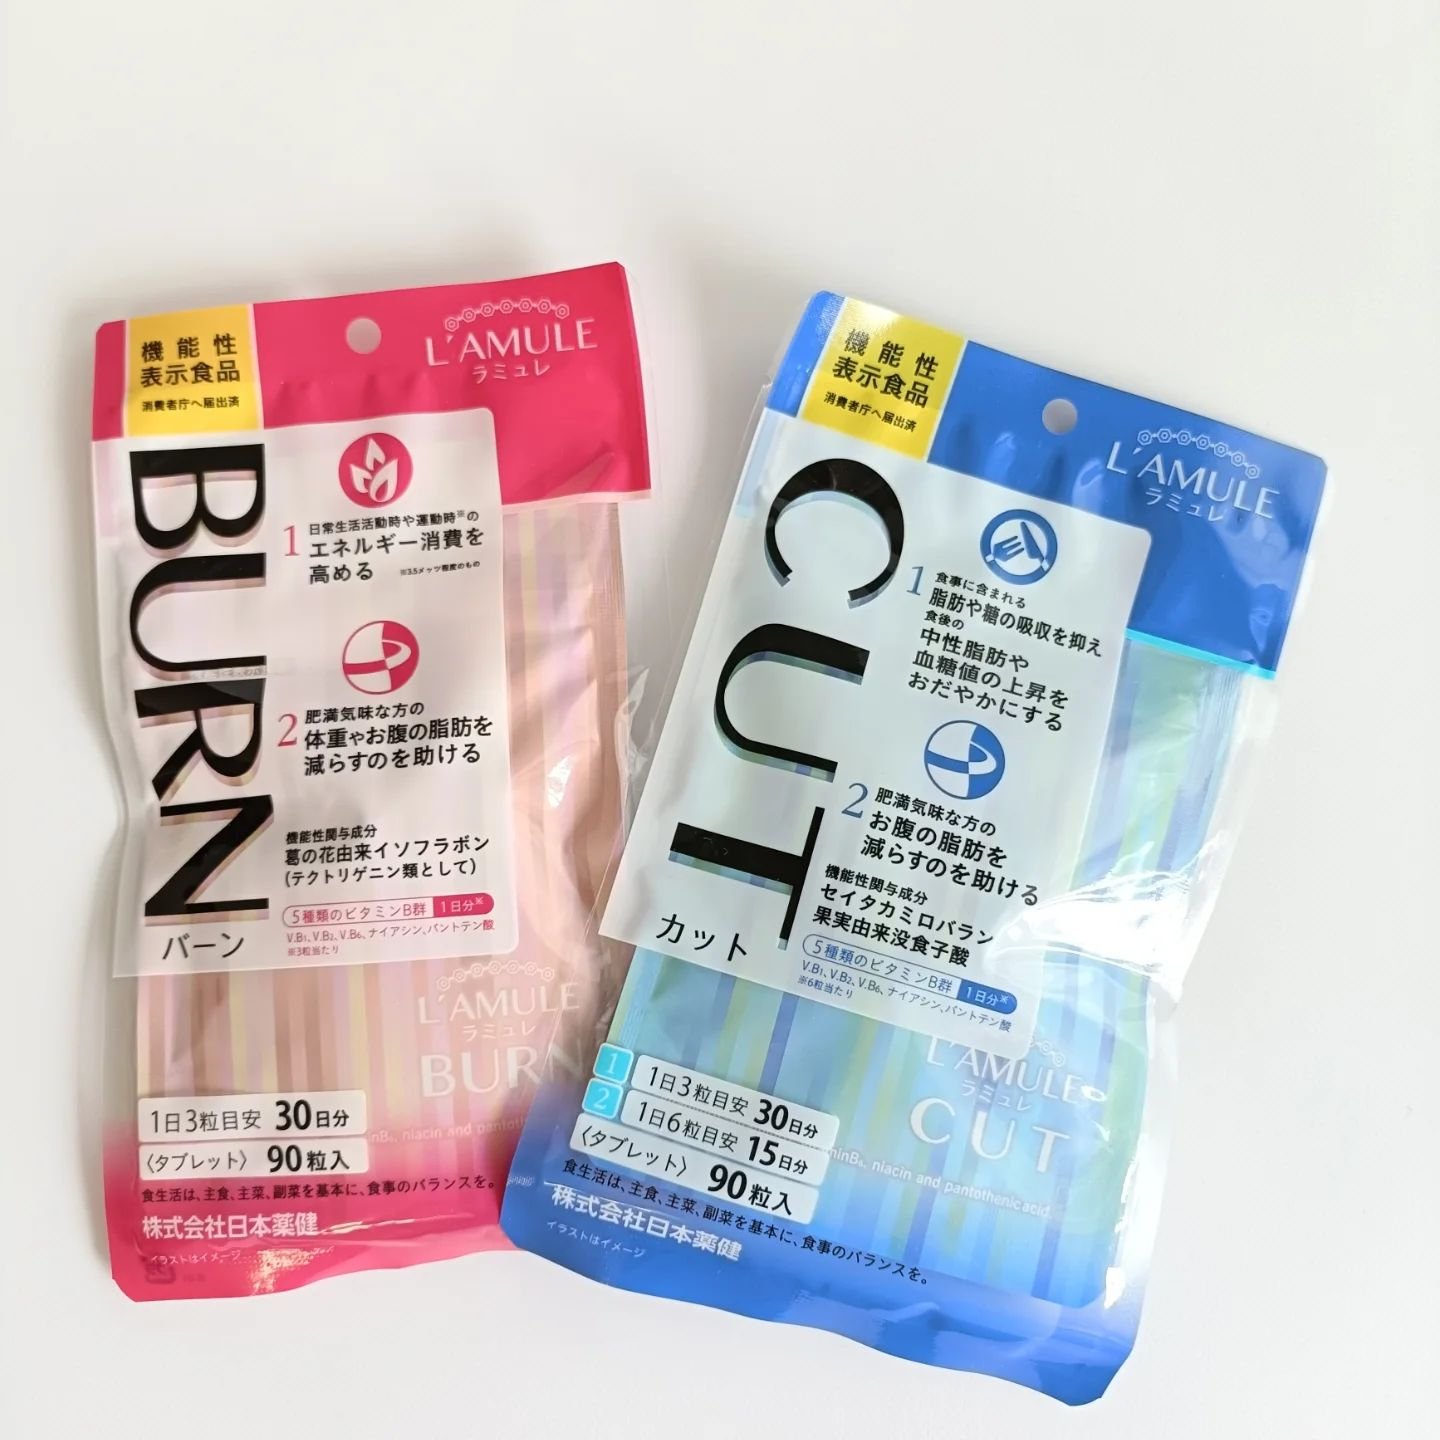 機能性
表示食品
消費者庁へ届出済
L'AMULE
ラミュレ
BURN
バーン
1 日常生活活動時や運動時※の
エネルギー消費を
高める ※3.5メッツ程度のもの
2 肥満気味な方の
体重やお腹の脂肪を
減らすのを助ける
機能性関与成分
葛の花由来イソフラボン
(テクトリゲニン類として)
5種類のビタミンB群 1日分※
V.B1、V.B2、V.B6、ナイアシン、パントテン酸
※3粒当たり
L'AMULE
ラミュレ
BURN
1日3粒目安 30日分
〈タブレット〉 90粒入
niacin and pantothenic
食生活は、主食、主菜、副菜を基本に、食事のバランスを。
株式会社日本薬健
イラストはイメージ
機能性
表示食品
消費者庁へ届出済
L'AMULE
ラミュレ
CUT
カット
1 食事に含まれる
脂肪や糖の吸収を抑え
食後の
中性脂肪や
血糖値の上昇を
おだやかにする
2 肥満気味な方の
お腹の脂肪を
減らすのを助ける
機能性関与成分
セイタカミロバラン
果実由来没食子酸
5種類のビタミンB群 1日分※
V.B1、V.B2、V.B6、ナイアシン、パントテン酸
※6粒当たり
L'AMULE
ラミュレ
CUT
1 1日3粒目安 30日分
2 1日6粒目安 15日分
〈タブレット〉 90粒入
niacin and pantothenic acid
食生活は、主食、主菜、副菜を基本に、食事のバランスを。
株式会社日本薬健
イラストはイメージ